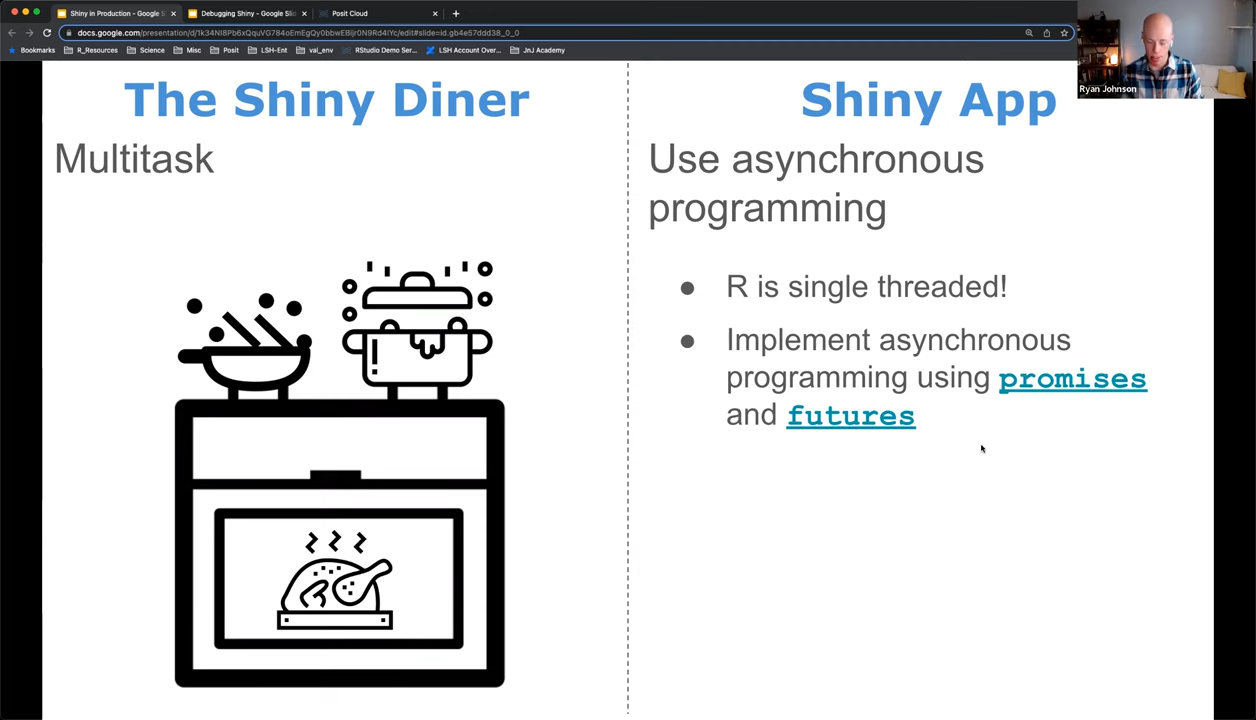 Shiny in Production - Google S
Debugging Shiny - Google Sli
Posit Cloud
docs.google.com/presentation/d/1k34NI8Pb6xQquVG784oEmEgQy0bbwEBijr0N9Rd4lYc/edit#slide=id.gb4e57ddd38_0_0
Bookmarks
R_Resources
Science
Misc
Posit
LSH-Ent
val_env
RStudio Demo Ser...
LSH Account Over...
JnJ Academy
Ryan Johnson
The Shiny Diner
Multitask
Shiny App
Use asynchronous
programming
● R is single threaded!
● Implement asynchronous
programming using promises
and futures